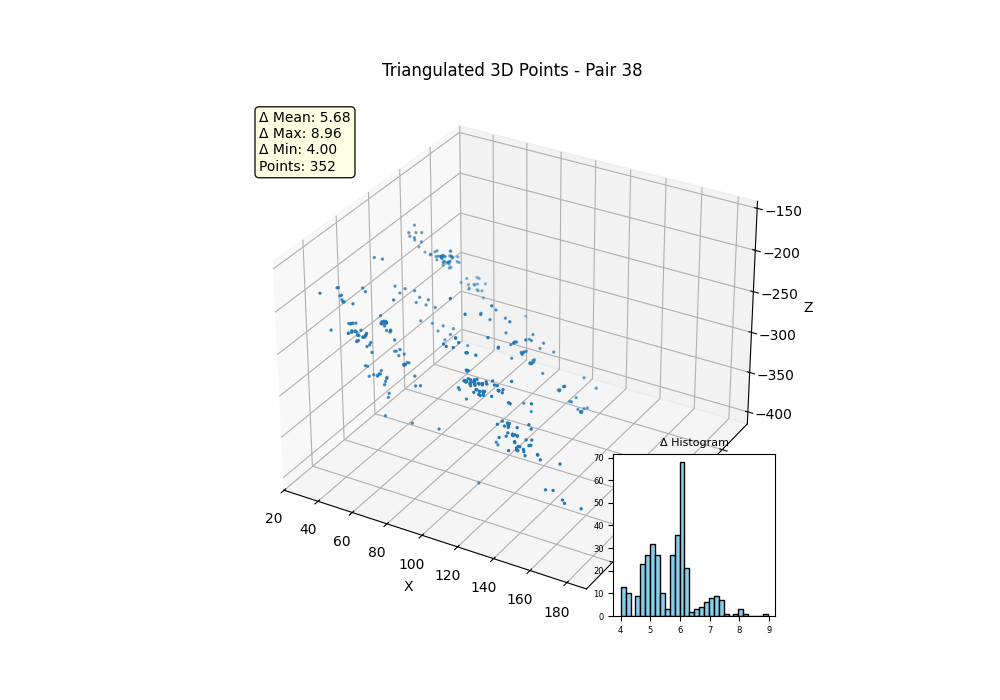 Triangulated 3D Points - Pair 38
Δ Mean: 5.68
Δ Max: 8.96
Δ Min: 4.00
Points: 352
−150
−200
−250
−300
−350
−400
Z
20
40
60
80
100
120
140
160
180
X
Δ Histogram
70
60
50
40
30
20
10
0
4 5 6 7 8 9